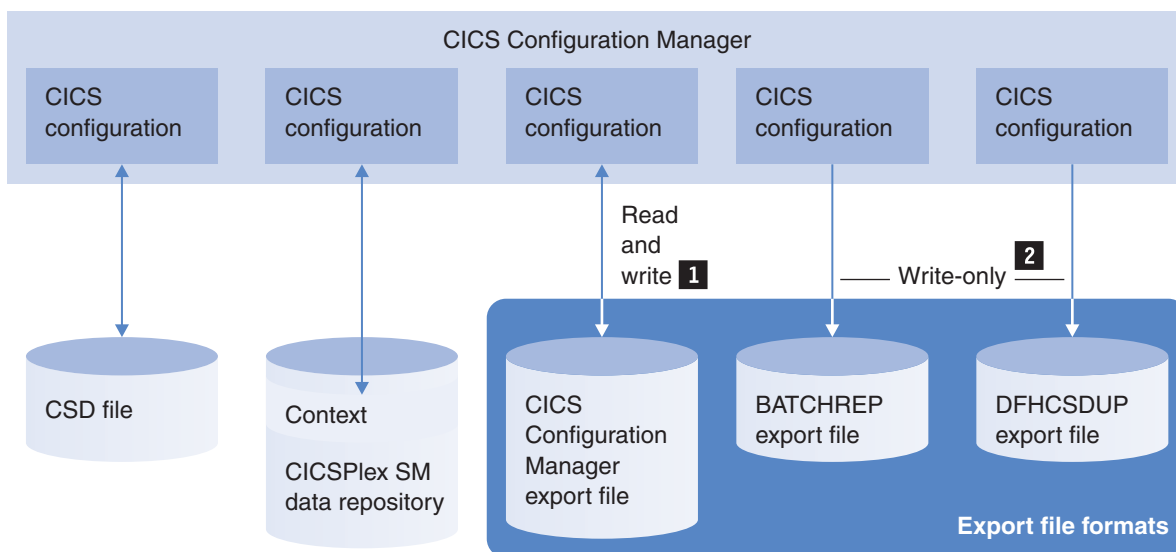 CICS Configuration Manager
CICS
configuration
CICS
configuration
CICS
configuration
CICS
configuration
CICS
configuration
Read
and
write 1
Write-only 2
CSD file
Context
CICSPlex SM
data repository
CICS
Configuration
Manager
export file
BATCHREP
export file
DFHCSDUP
export file
Export file formats